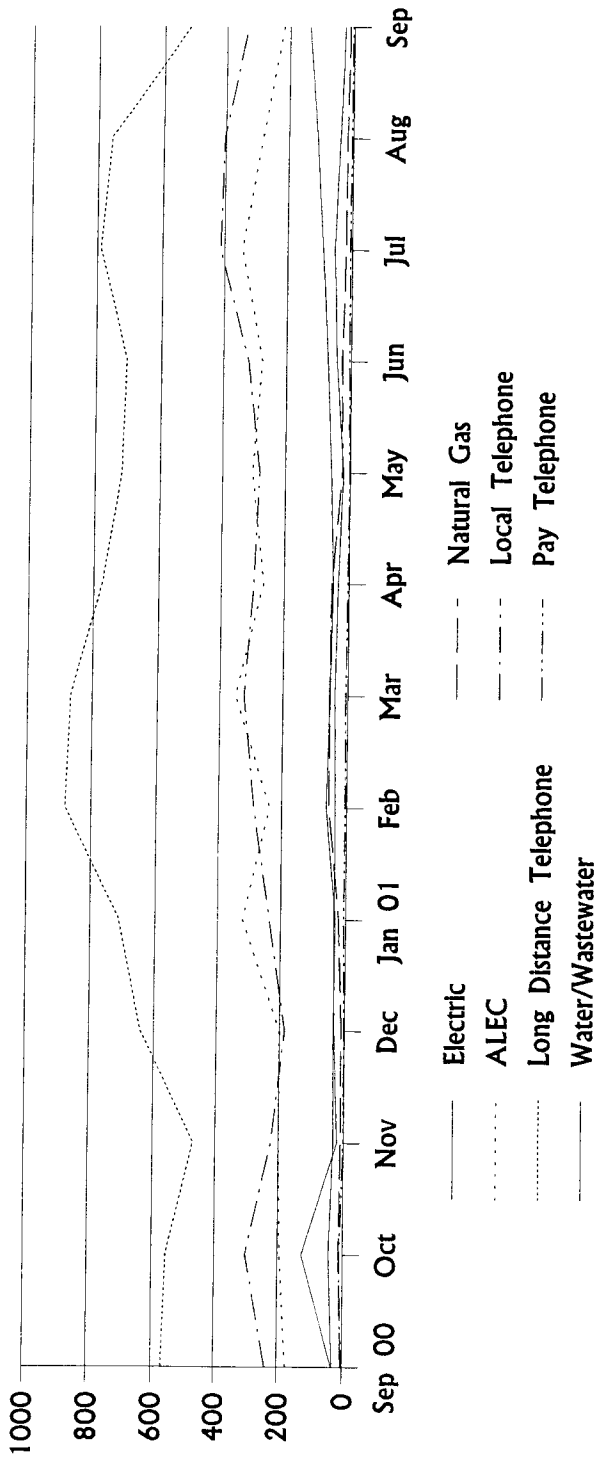 1000
800
600
400
200
0
Sep 00 Oct Nov Dec Jan 01 Feb Mar Apr May Jun Jul Aug Sep
Electric
ALEC
Long Distance Telephone
Water/Wastewater
Natural Gas
Local Telephone
Pay Telephone